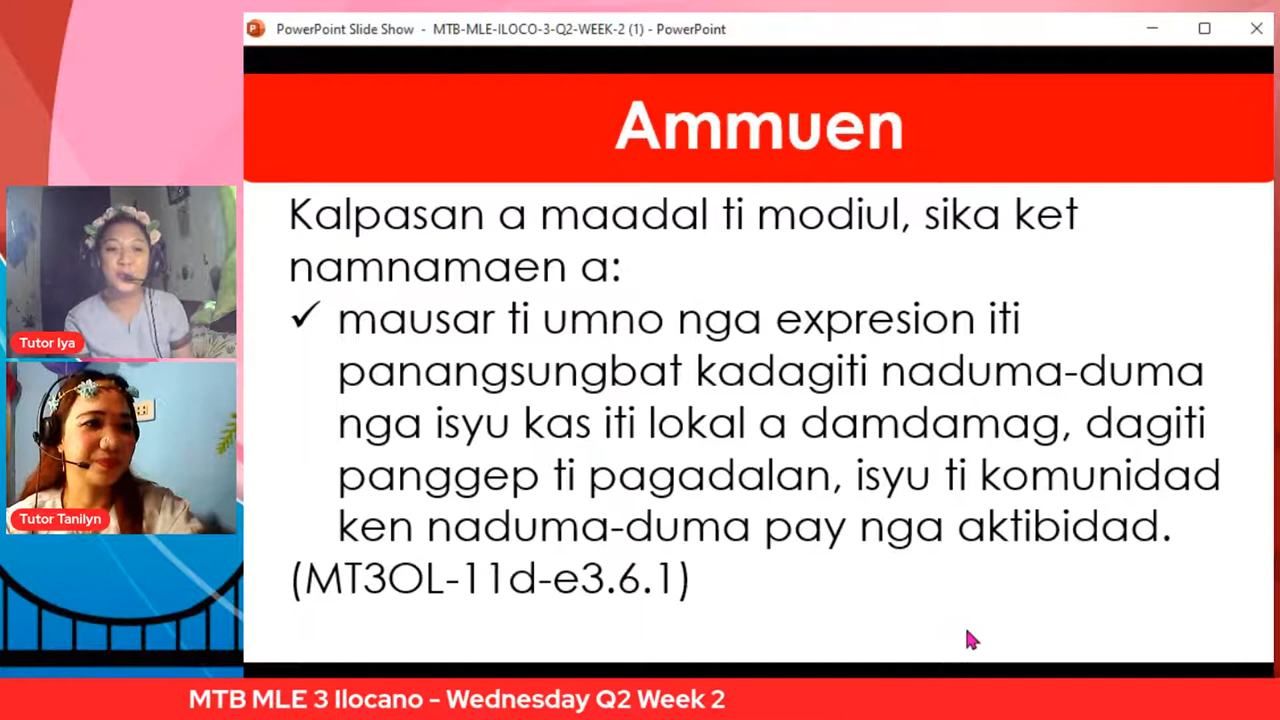 PowerPoint Slide Show - MTB-MLE-ILOCO-3-Q2-WEEK-2 (1) - PowerPoint
Ammuen
Kalpasan a maadal ti modiul, sika ket
namnamaen a:
✓ mausar ti umno nga expresion iti
panangsungbat kadagiti naduma-duma
nga isyu kas iti lokal a damdamag, dagiti
panggep ti pagadalan, isyu ti komunidad
ken naduma-duma pay nga aktibidad.
(MT3OL-11d-e3.6.1)
Tutor Iya
Tutor Tanilyn
MTB MLE 3 Ilocano - Wednesday Q2 Week 2